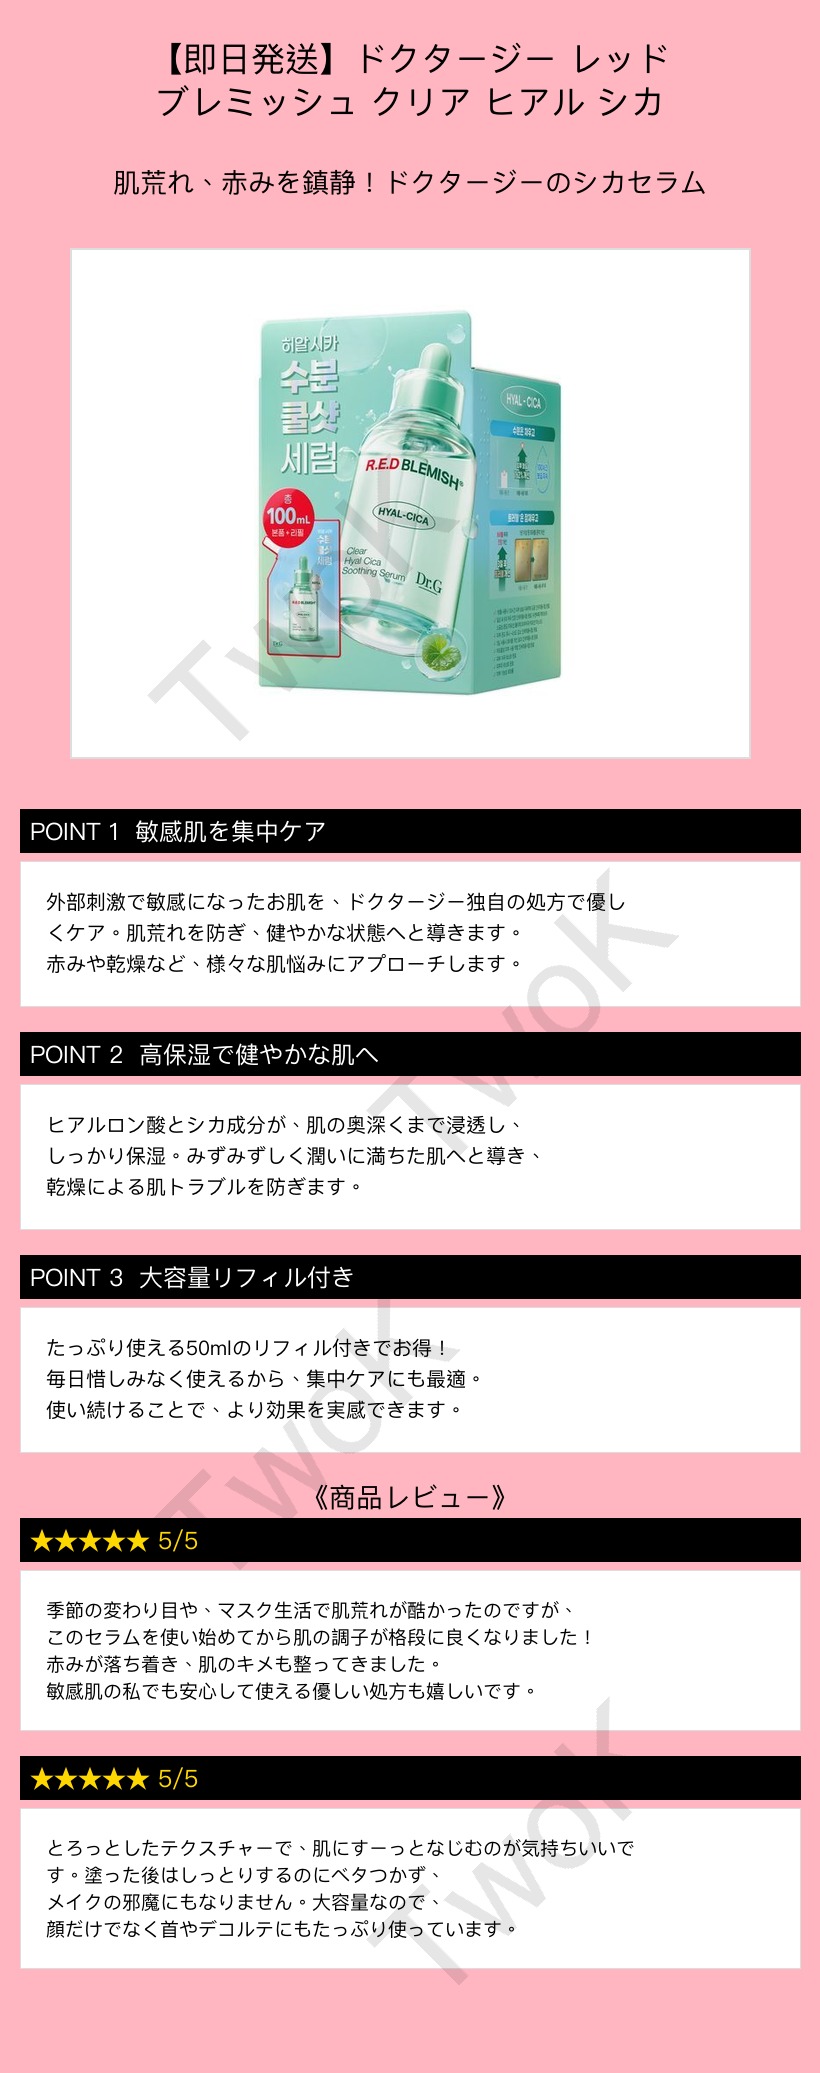 【即日発送】ドクタージー レッド
ブレミッシュ クリア ヒアル シカ
肌荒れ、赤みを鎮静！ドクタージーのシカセラム
히알 시카
수분
쿨샷
세럼
총
100mL
본품+리필
R.E.D BLEMISH®
HYAL-CICA
Clear
Hyal Cica
Soothing Serum
Dr.G
HYAL-CICA
TwoK
POINT 1 敏感肌を集中ケア
外部刺激で敏感になったお肌を、ドクタージー独自の処方で優し
くケア。肌荒れを防ぎ、健やかな状態へと導きます。
赤みや乾燥など、様々な肌悩みにアプローチします。
TwoK
POINT 2 高保湿で健やかな肌へ
ヒアルロン酸とシカ成分が、肌の奥深くまで浸透し、
しっかり保湿。みずみずしく潤いに満ちた肌へと導き、
乾燥による肌トラブルを防ぎます。
POINT 3 大容量リフィル付き
たっぷり使える50mlのリフィル付きでお得！
毎日惜しみなく使えるから、集中ケアにも最適。
使い続けることで、より効果を実感できます。
TwoK
《商品レビュー》
★★★★★ 5/5
季節の変わり目や、マスク生活で肌荒れが酷かったのですが、
このセラムを使い始めてから肌の調子が格段に良くなりました！
赤みが落ち着き、肌のキメも整ってきました。
敏感肌の私でも安心して使える優しい処方も嬉しいです。
★★★★★ 5/5
とろっとしたテクスチャーで、肌にすーっとなじむのが気持ちいいで
す。塗った後はしっとりするのにベタつかず、
メイクの邪魔にもなりません。大容量なので、
顔だけでなく首やデコルテにもたっぷり使っています。
TwoK